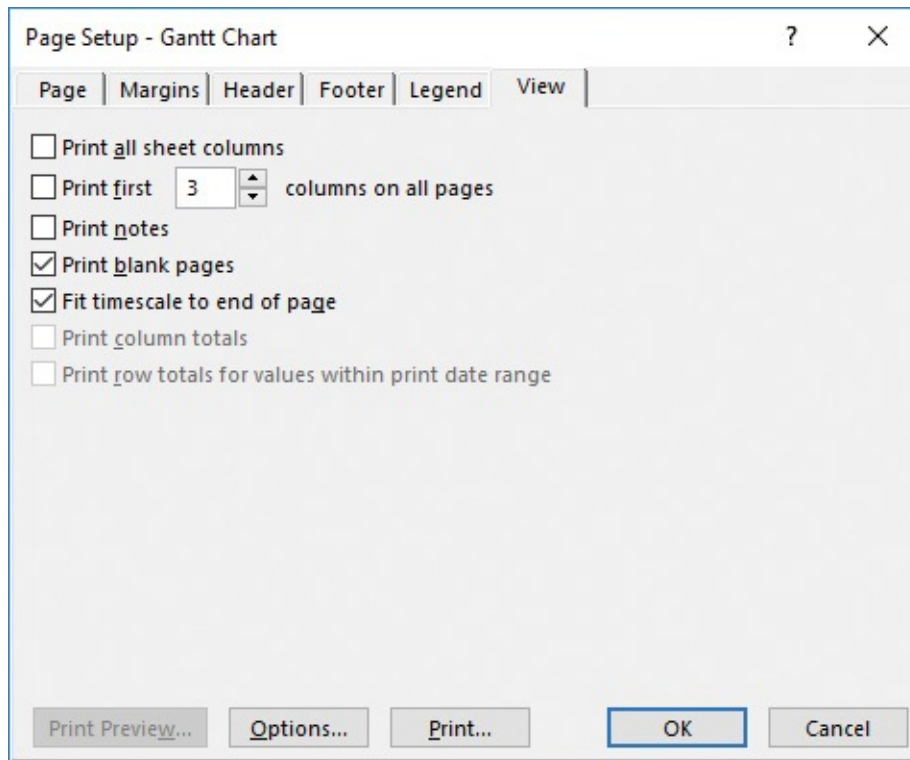 Page Setup - Gantt Chart ? ✕
Page Margins Header Footer Legend View
Print all sheet columns
Print first 3 columns on all pages
Print notes
Print blank pages
Fit timescale to end of page
Print column totals
Print row totals for values within print date range
Print Preview... Options... Print... OK Cancel